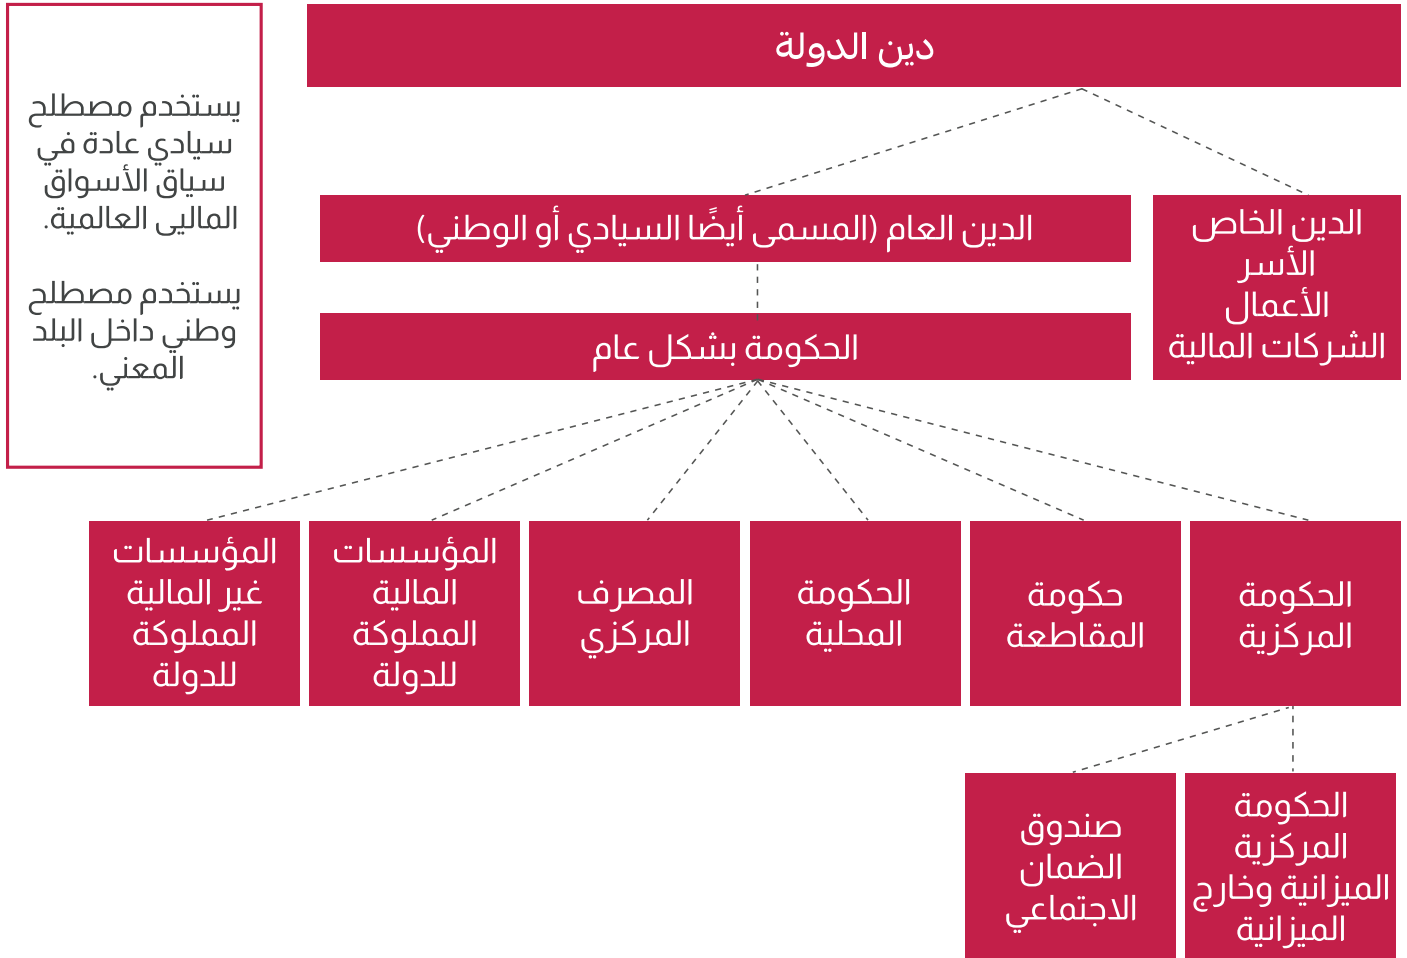 دين الدولة
يستخدم مصطلح
سيادي عادة في
سياق الأسواق
الماليى العالمية.
يستخدم مصطلح
وطني داخل البلد
المعني.
الدين الخاص
الأسر
الأعمال
الشركات المالية
الدين العام (المسمى أيضًا السيادي أو الوطني)
الحكومة بشكل عام
الحكومة
المركزية
حكومة
المقاطعة
الحكومة
المحلية
المصرف
المركزي
المؤسسات
المالية
المملوكة
للدولة
المؤسسات
غير المالية
المملوكة
للدولة
الحكومة
المركزية
الميزانية وخارج
الميزانية
صندوق
الضمان
الاجتماعي